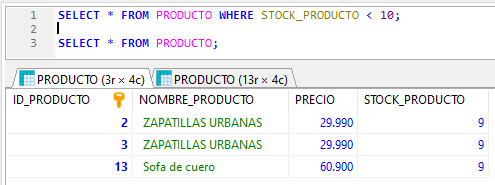 1 SELECT * FROM PRODUCTO WHERE STOCK_PRODUCTO < 10;
2
3 SELECT * FROM PRODUCTO;
PRODUCTO (3r × 4c) PRODUCTO (13r × 4c)
ID_PRODUCTO NOMBRE_PRODUCTO PRECIO STOCK_PRODUCTO
2 ZAPATILLAS URBANAS 29.990 9
3 ZAPATILLAS URBANAS 29.990 9
13 Sofa de cuero 60.900 9